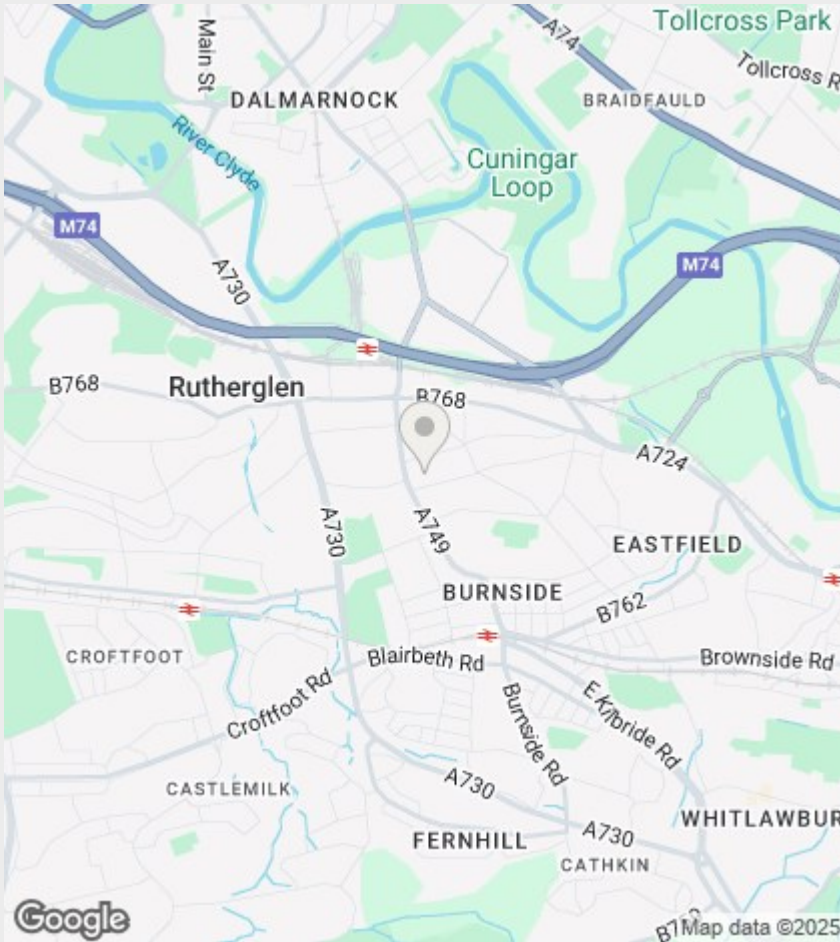 Tollcross Park
A74
Main St
Tollcross R
DALMARNOCK
BRAIDFAULD
River Clyde
Cuningar
Loop
M74
M74
A730
B768
Rutherglen
B768
A724
A730
A749
EASTFIELD
BURNSIDE
B762
CROFTFOOT
Blairbeth Rd
Brownside Rd
Croftfoot Rd
Burnside Rd
E Kilbride Rd
CASTLEMILK
A730
WHITLAWBUR
FERNHILL
A730
CATHKIN
Google
Map data ©2025